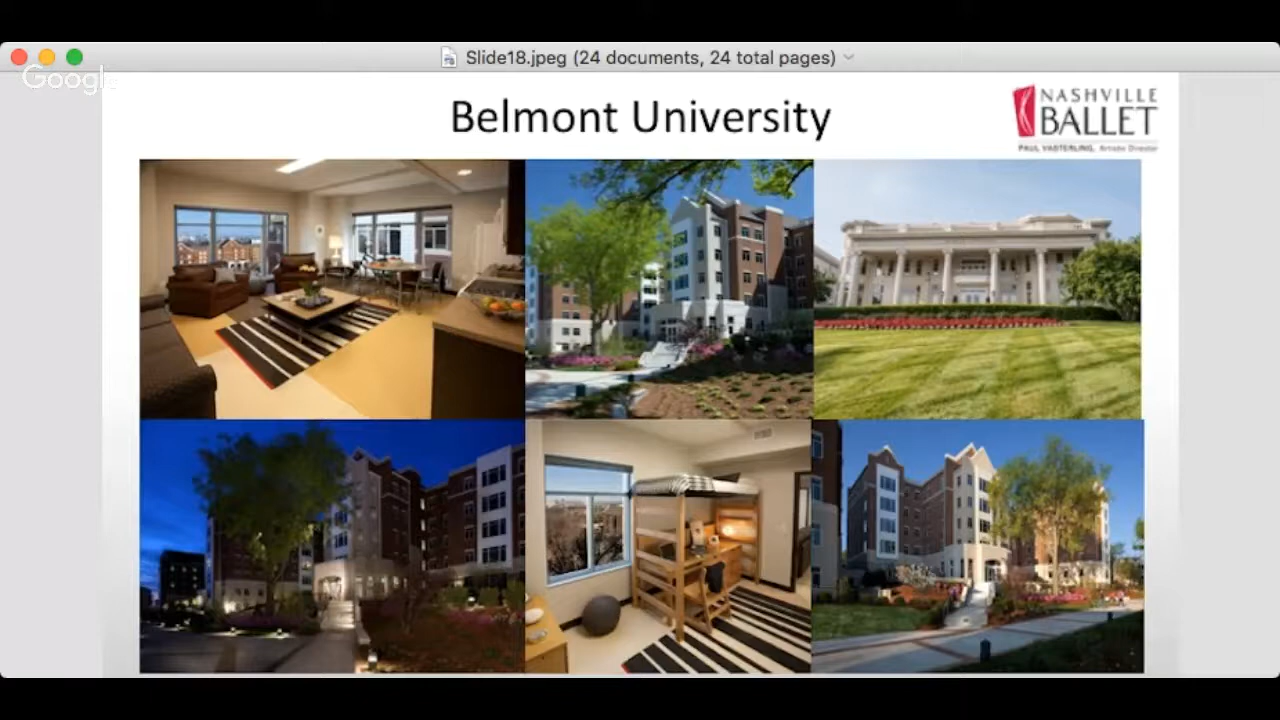 Slide18.jpeg (24 documents, 24 total pages)
Google
Belmont University
NASHVILLE
BALLET
PAUL VASTERLING, Artistic Director